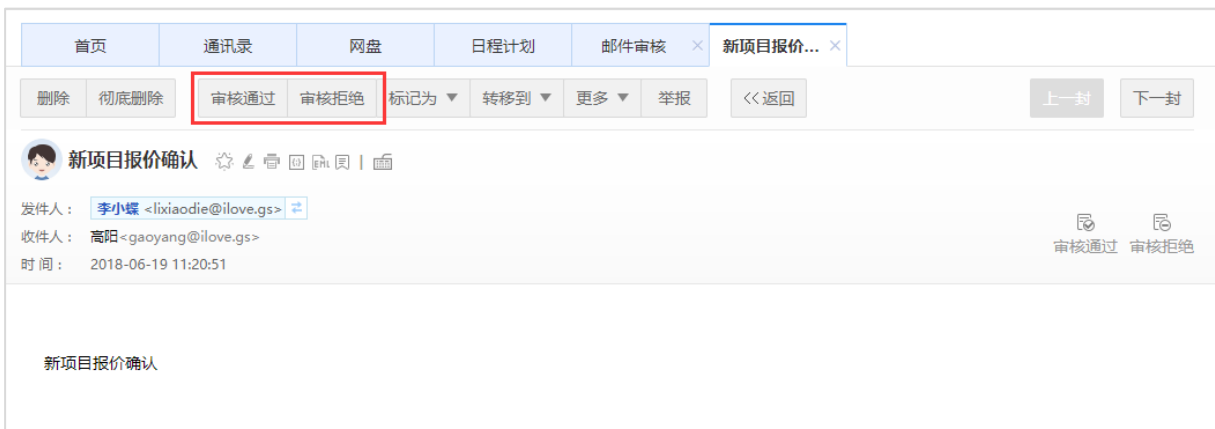 首页 通讯录 网盘 日程计划 邮件审核 × 新项目报价... ×
删除 彻底删除 审核通过 审核拒绝 标记为 ▼ 转移到 ▼ 更多 ▼ 举报 <<返回 上一封 下一封
新项目报价确认 EML |
发件人： 李小蝶 <lixiaodie@ilove.gs>
收件人： 高阳<gaoyang@ilove.gs>
时 间： 2018-06-19 11:20:51
审核通过 审核拒绝
新项目报价确认